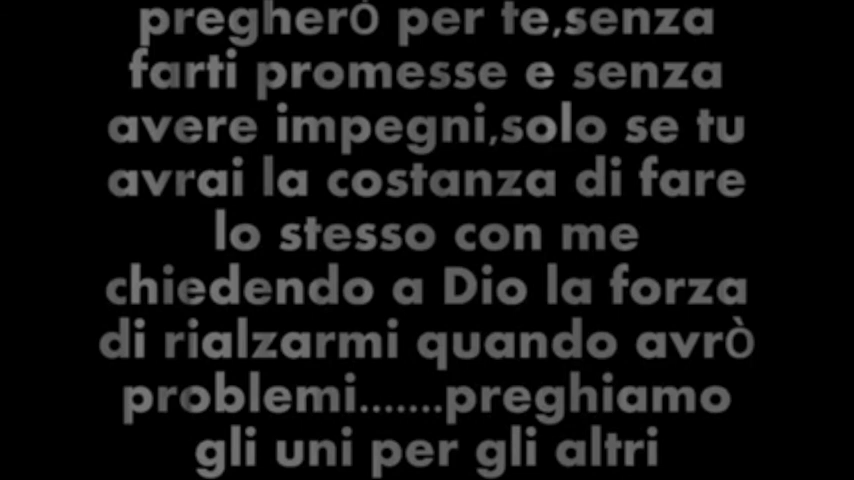 pregherÒ per te,senza
farti promesse e senza
avere impegni,solo se tu
avrai la costanza di fare
lo stesso con me
chiedendo a Dio la forza
di rialzarmi quando avrÒ
problemi.......preghiamo
gli uni per gli altri